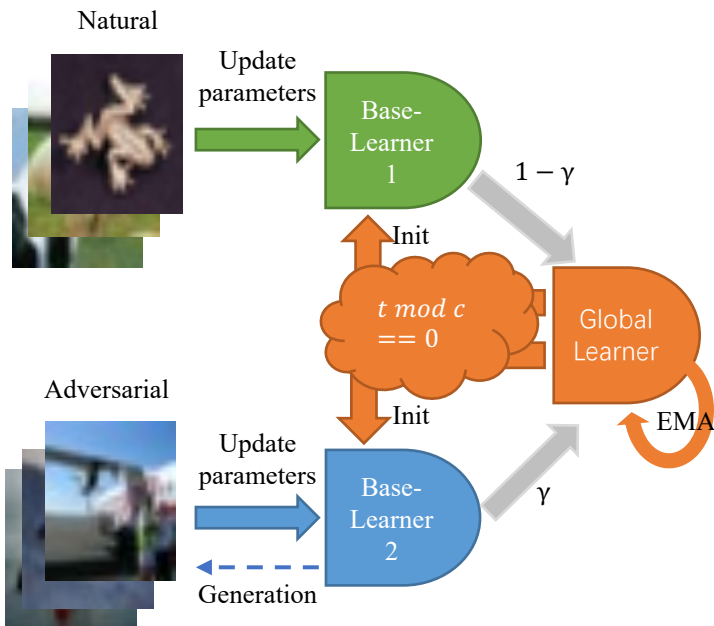 Natural
Update
parameters
Base-
Learner
1
1 − γ
Init
t mod c
== 0
Global
Learner
EMA
Init
Adversarial
Update
parameters
Base-
Learner
2
γ
Generation